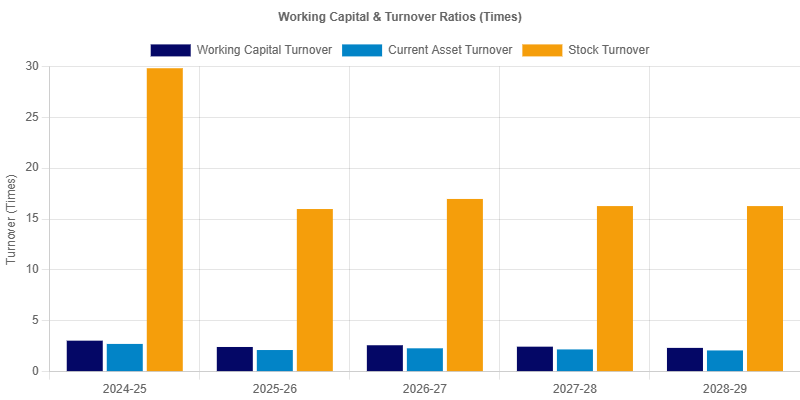 Working Capital & Turnover Ratios (Times)
Working Capital Turnover Current Asset Turnover Stock Turnover
30
25
20
15
10
5
0
Turnover (Times)
2024-25 2025-26 2026-27 2027-28 2028-29